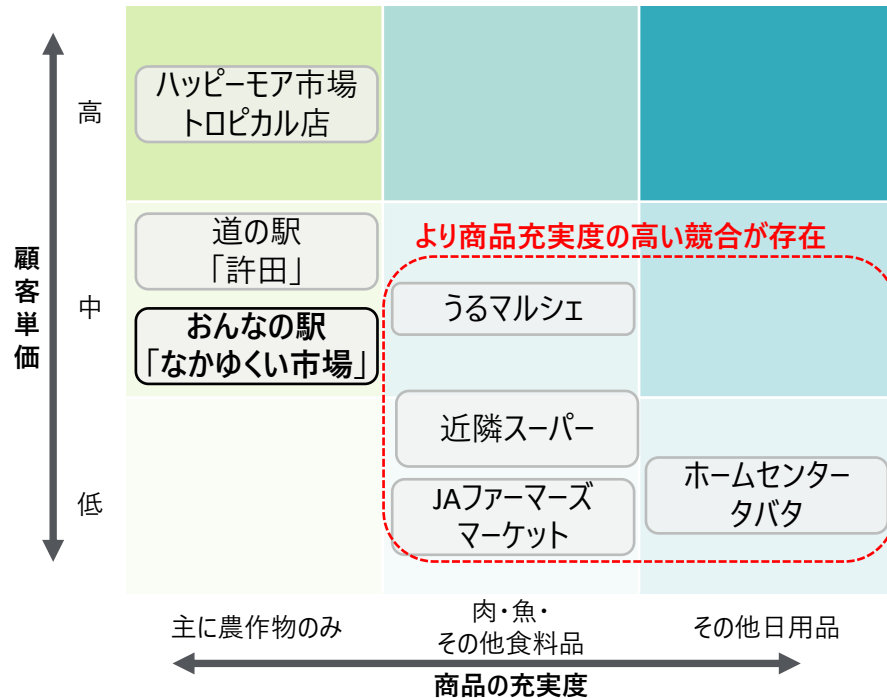 ハッピーモア市場
トロピカル店
高
道の駅
「許田」
より商品充実度の高い競合が存在
顧客単価
中
うるマルシェ
おんなの駅
「なかゆくい市場」
近隣スーパー
低
JAファーマーズ
マーケット
ホームセンター
タバタ
主に農作物のみ
肉・魚・
その他食料品
その他日用品
商品の充実度